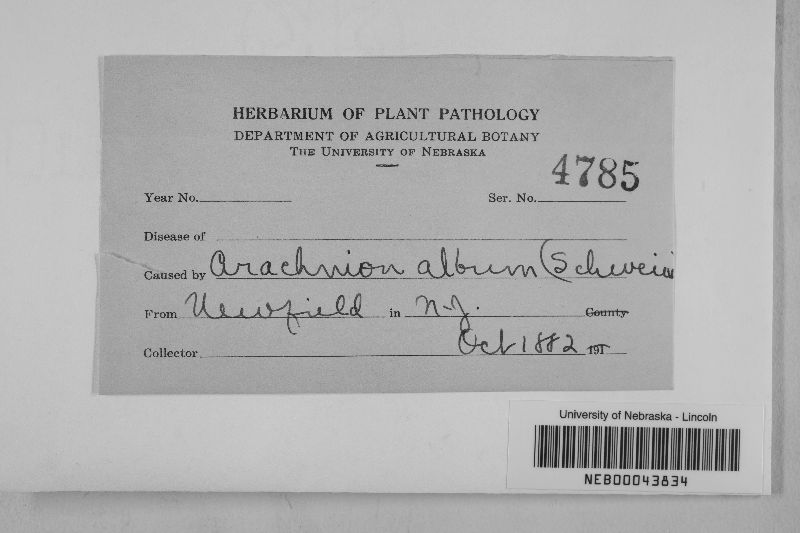 HERBARIUM OF PLANT PATHOLOGY
DEPARTMENT OF AGRICULTURAL BOTANY
THE UNIVERSITY OF NEBRASKA
4785
Year No. Ser. No.
Disease of
Caused by Arachnion album (Schwein
From Newfield in N.J. County
Collector Oct 1882 191
University of Nebraska - Lincoln
NEB00043834